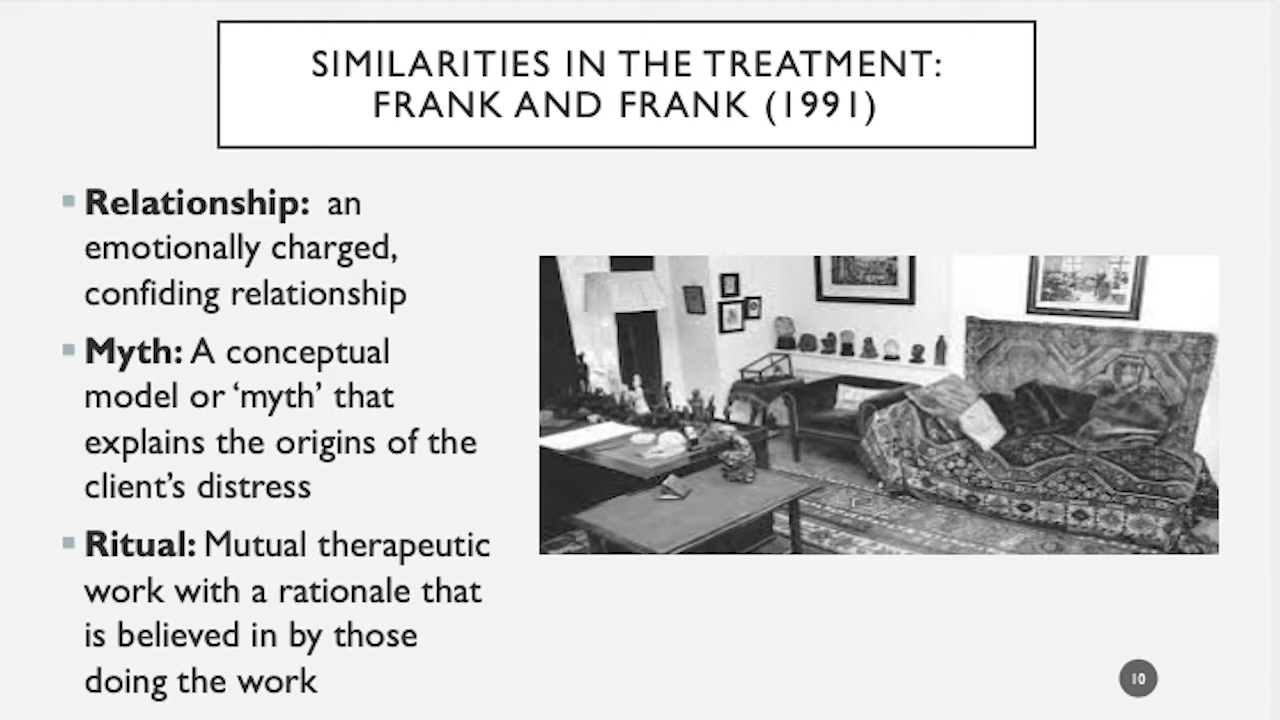 SIMILARITIES IN THE TREATMENT:
FRANK AND FRANK (1991)
Relationship: an
emotionally charged,
confiding relationship
Myth: A conceptual
model or ‘myth’ that
explains the origins of the
client’s distress
Ritual: Mutual therapeutic
work with a rationale that
is believed in by those
doing the work
10